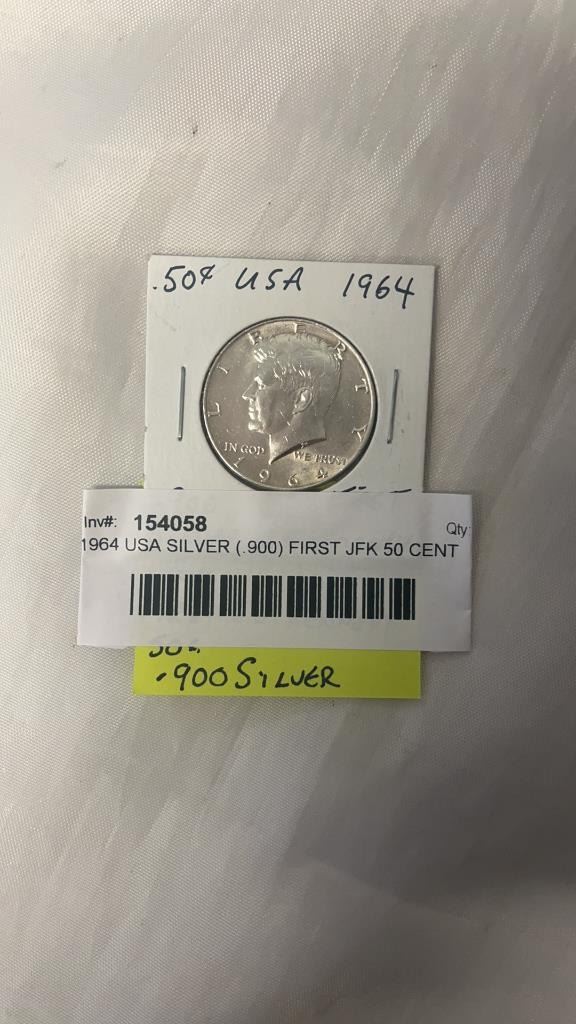 .50¢ USA 1964
LIBERTY
IN GOD WE TRUST
1964
Inv#: 154058 Qty:
1964 USA SILVER (.900) FIRST JFK 50 CENT
.900 SILVER